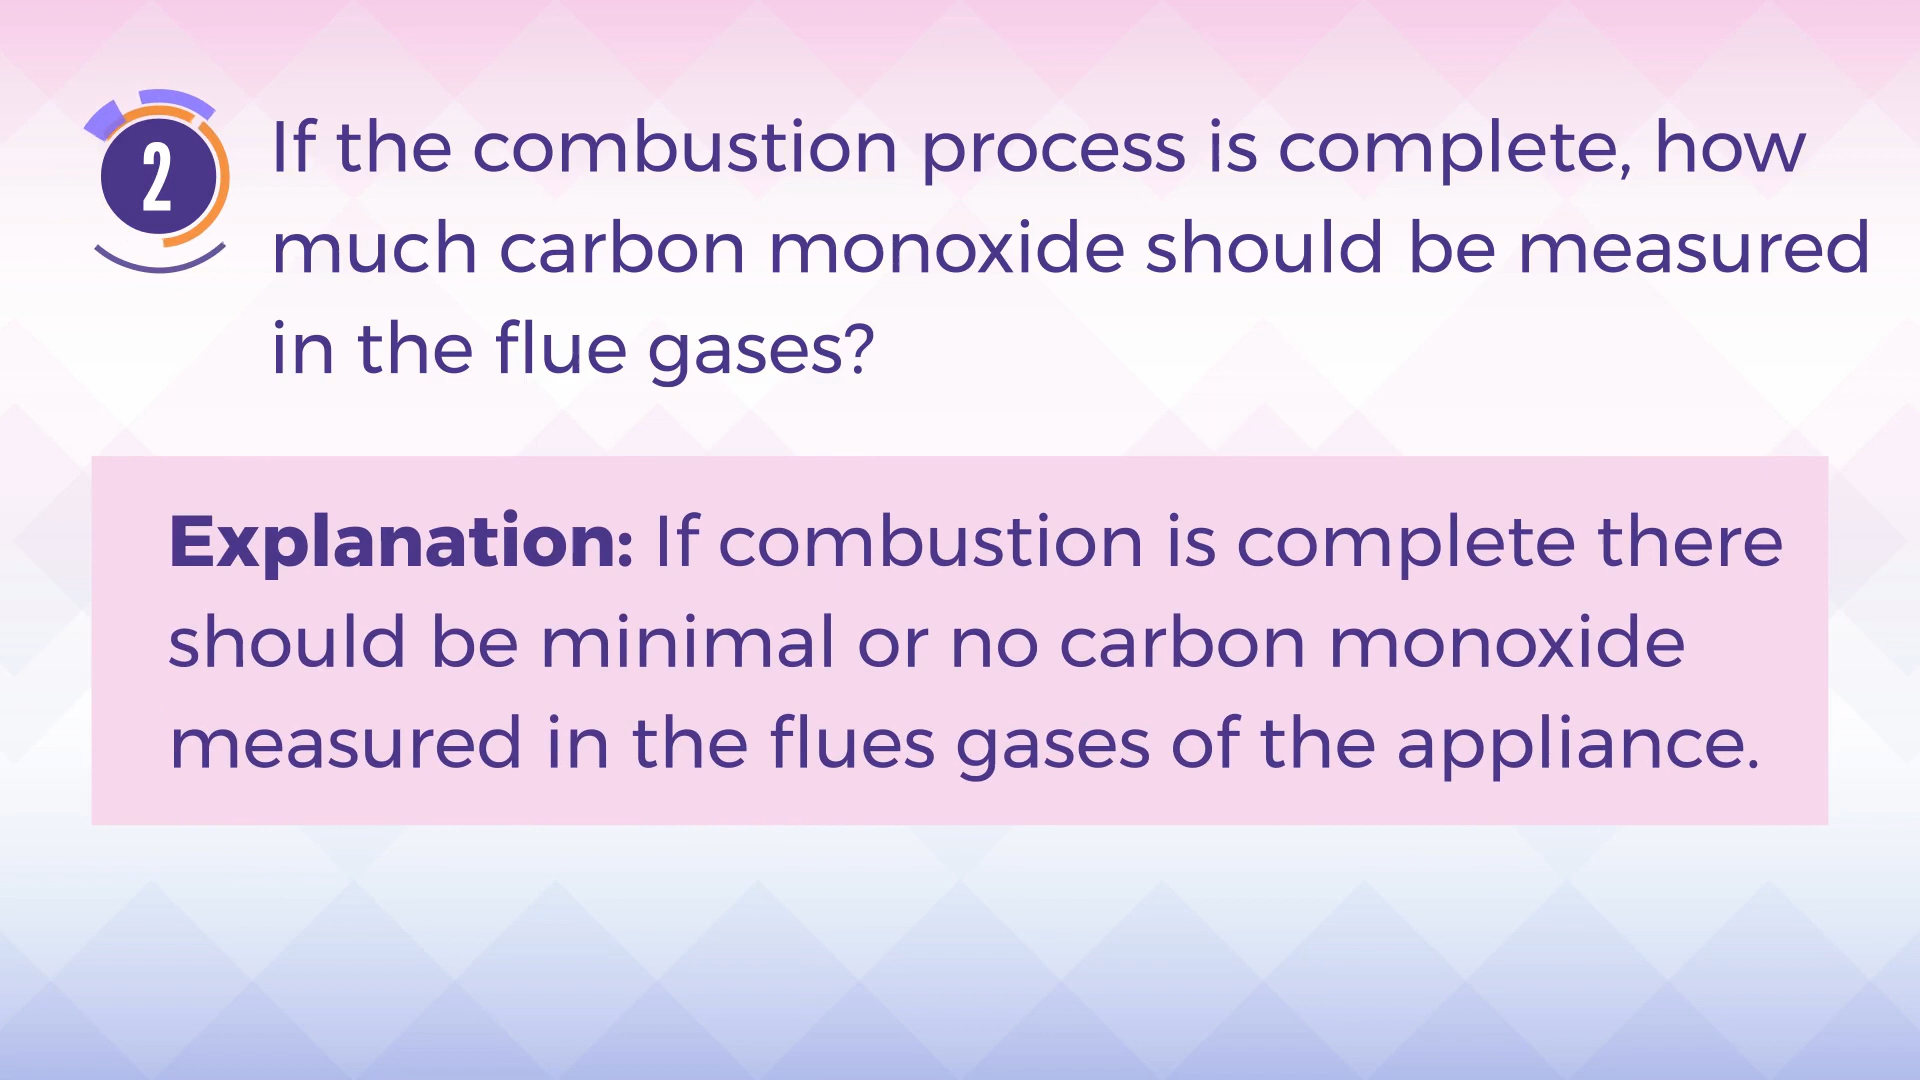 2
If the combustion process is complete, how
much carbon monoxide should be measured
in the flue gases?
Explanation: If combustion is complete there
should be minimal or no carbon monoxide
measured in the flues gases of the appliance.